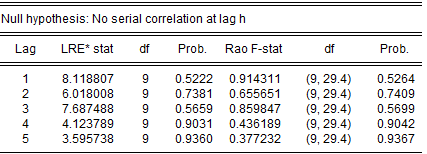 Null hypothesis: No serial correlation at lag h
Lag LRE* stat df Prob. Rao F-stat df Prob.
1 8.118807 9 0.5222 0.914311 (9, 29.4) 0.5264
2 6.018008 9 0.7381 0.655651 (9, 29.4) 0.7409
3 7.687488 9 0.5659 0.859847 (9, 29.4) 0.5699
4 4.123789 9 0.9031 0.436189 (9, 29.4) 0.9042
5 3.595738 9 0.9360 0.377232 (9, 29.4) 0.9367